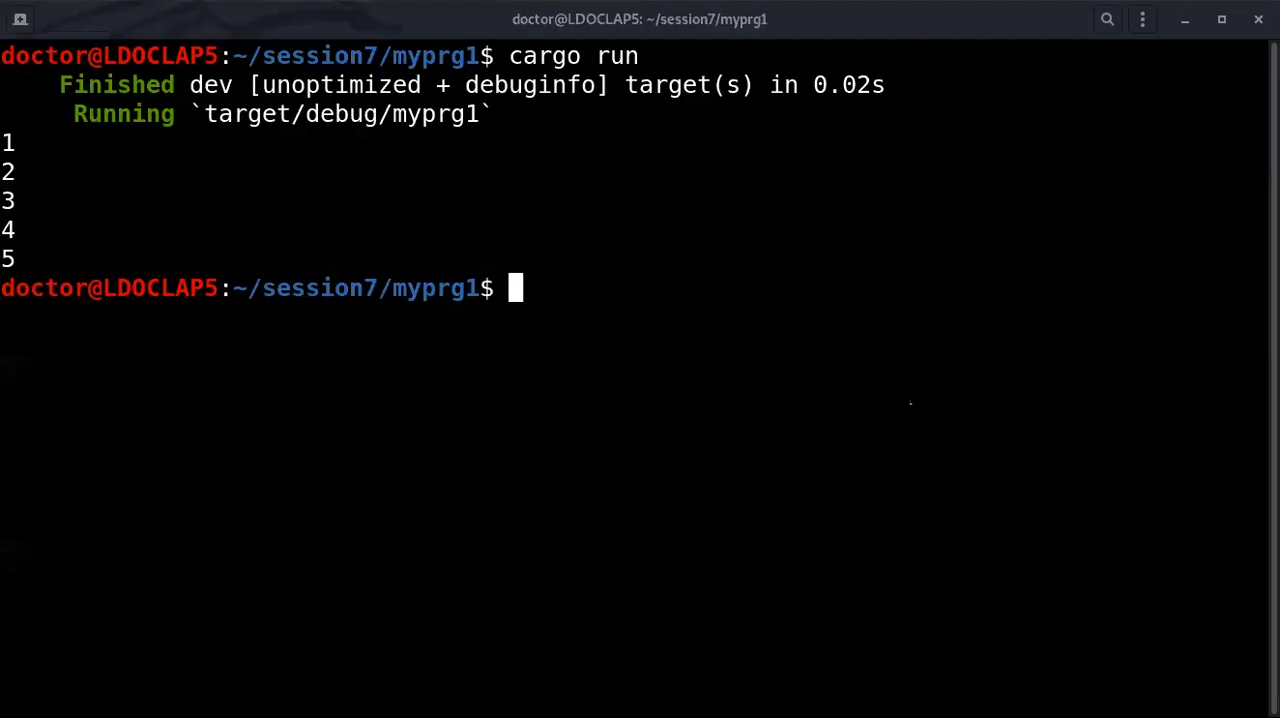 doctor@LDOCLAP5: ~/session7/myprg1
doctor@LDOCLAP5:~/session7/myprg1$ cargo run
    Finished dev [unoptimized + debuginfo] target(s) in 0.02s
     Running `target/debug/myprg1`
1
2
3
4
5
doctor@LDOCLAP5:~/session7/myprg1$